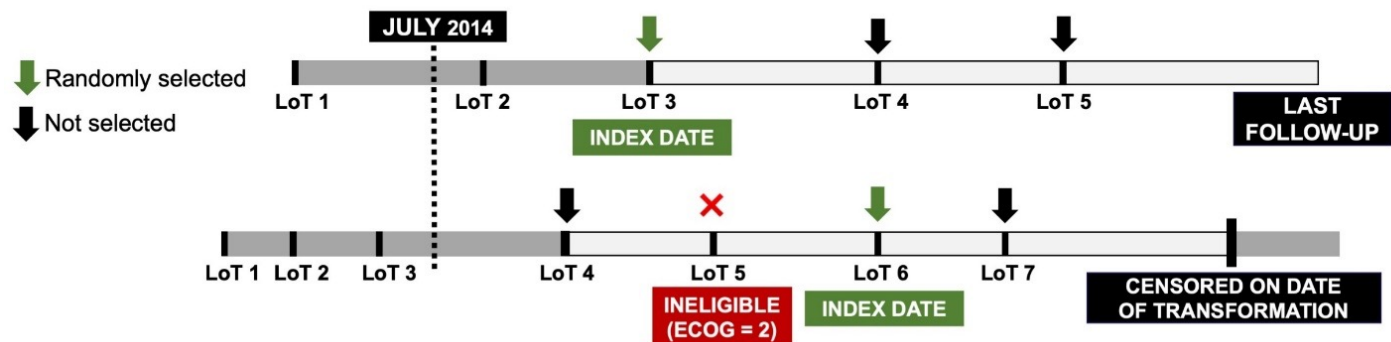 JULY 2014
Randomly selected
Not selected
LoT 1
LoT 2
LoT 3
LoT 4
LoT 5
INDEX DATE
LAST
FOLLOW-UP
LoT 1
LoT 2
LoT 3
LoT 4
LoT 5
LoT 6
LoT 7
INELIGIBLE
(ECOG = 2)
INDEX DATE
CENSORED ON DATE
OF TRANSFORMATION